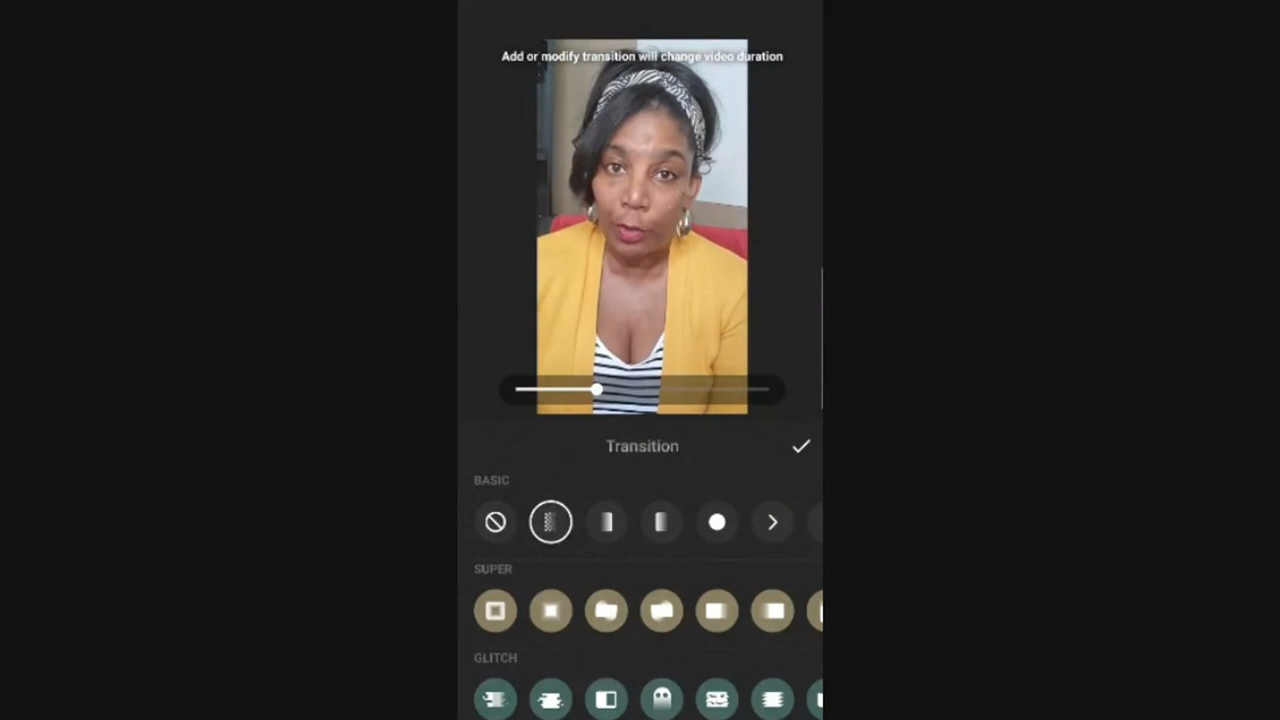 Add or modify transition will change video duration
Transition
BASIC
SUPER
GLITCH